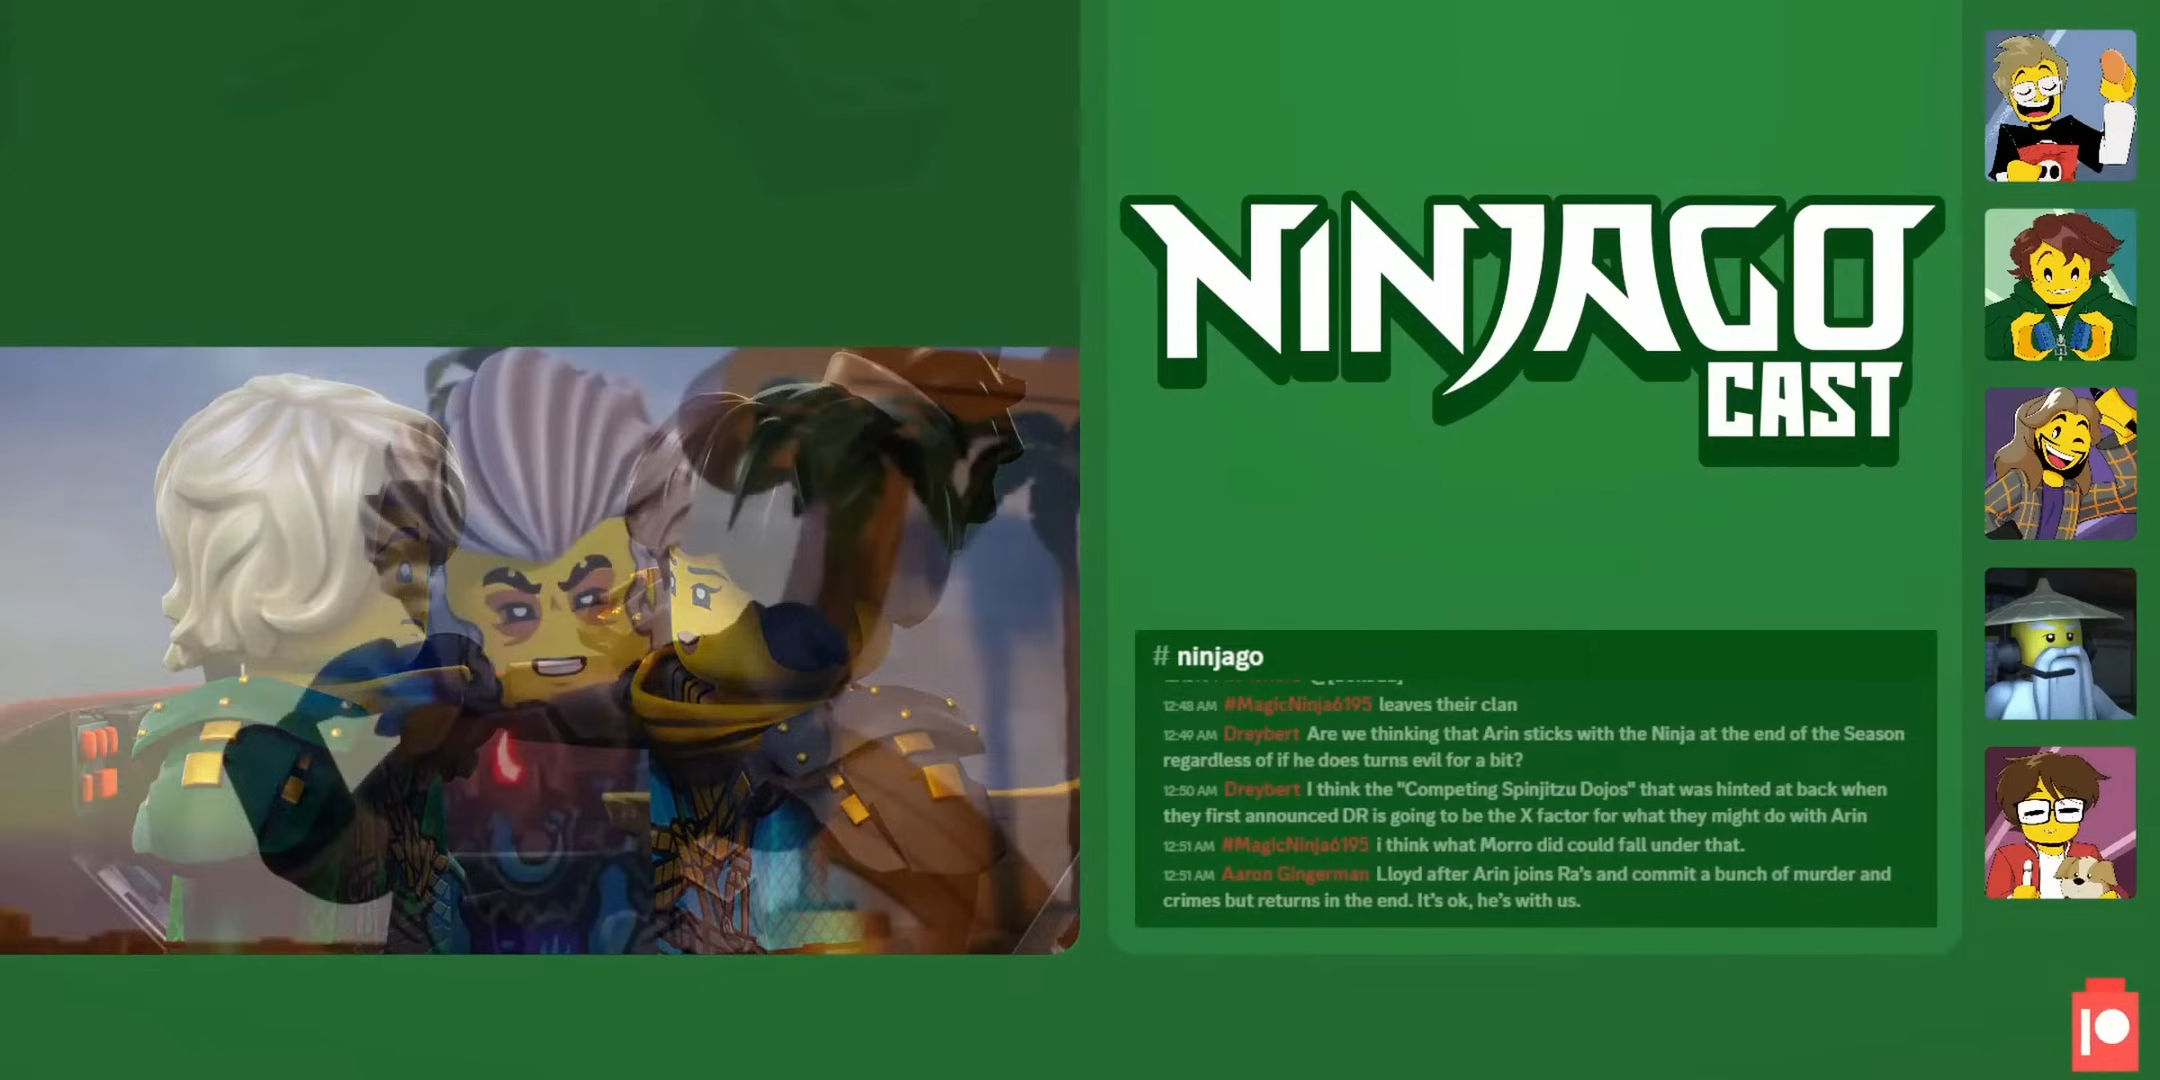 NINJAGO
CAST
# ninjago
12:48 AM #MagicNinja6195 leaves their clan
12:49 AM Dreybert Are we thinking that Arin sticks with the Ninja at the end of the Season
regardless of if he does turns evil for a bit?
12:50 AM Dreybert I think the "Competing Spinjitzu Dojos" that was hinted at back when
they first announced DR is going to be the X factor for what they might do with Arin
12:51 AM #MagicNinja6195 i think what Morro did could fall under that.
12:51 AM Aaron Gingerman Lloyd after Arin joins Ra's and commit a bunch of murder and
crimes but returns in the end. It's ok, he's with us.